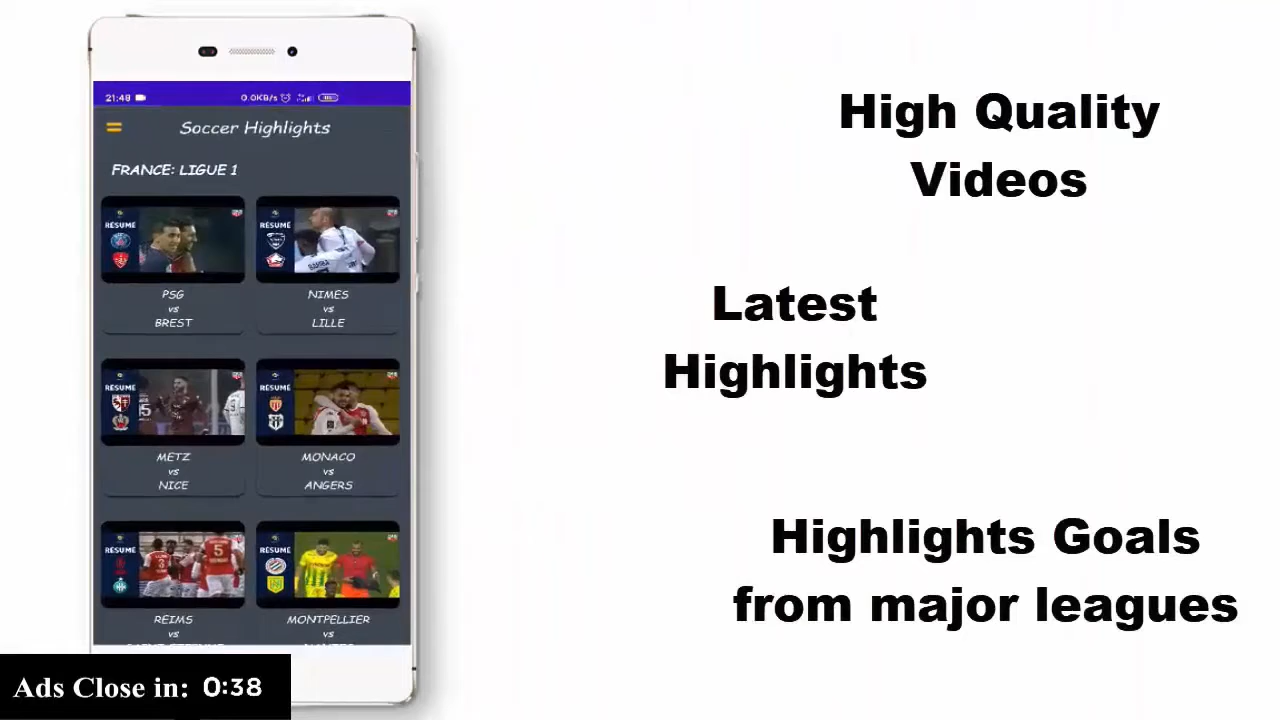 21:48
0.0KB/s
Soccer Highlights
FRANCE: LIGUE 1
RÉSUMÉ
RÉSUMÉ
PSG
vs
BREST
NIMES
vs
LILLE
RÉSUMÉ
RÉSUMÉ
METZ
vs
NICE
MONACO
vs
ANGERS
RÉSUMÉ
RÉSUMÉ
REIMS
vs
MONTPELLIER
vs
High Quality
Videos
Latest
Highlights
Highlights Goals
from major leagues
Ads Close in: 0:38